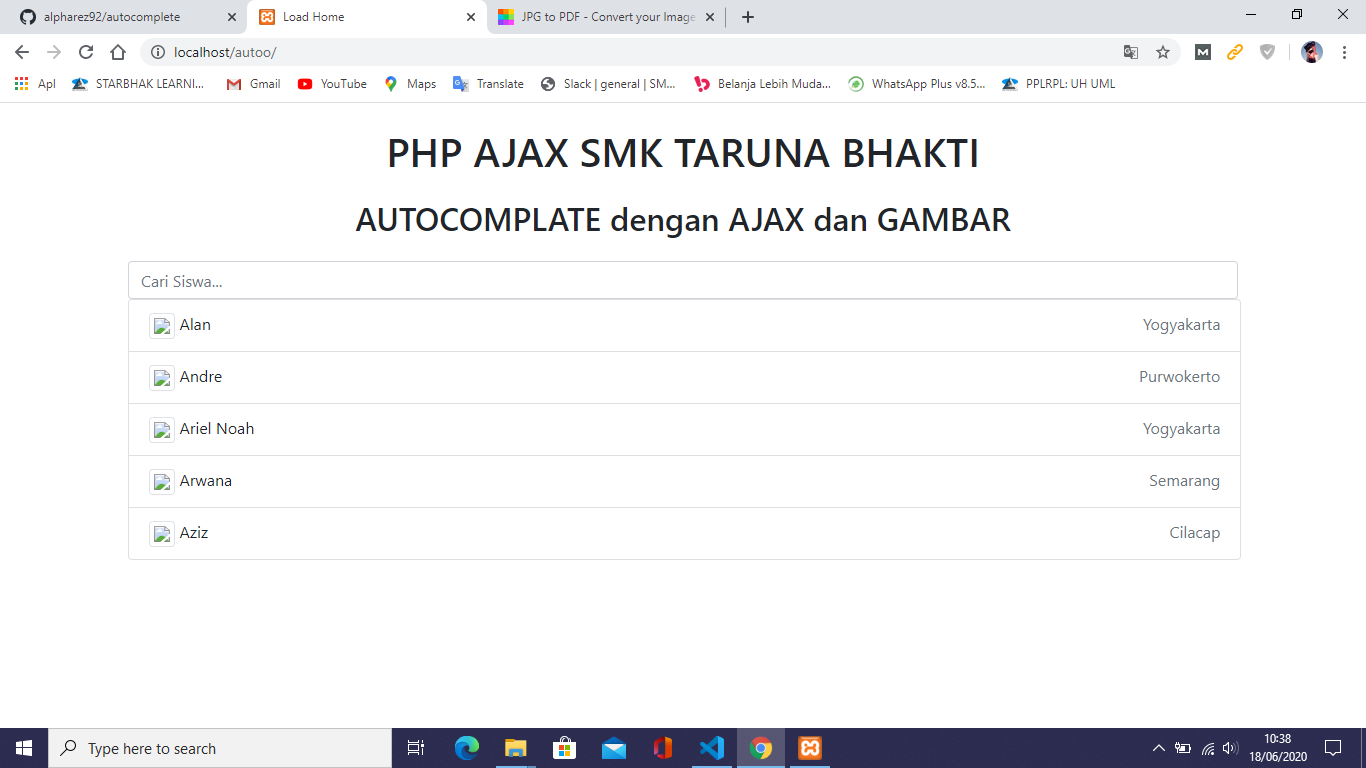 alpharez92/autocomplete
Load Home
JPG to PDF - Convert your Image
localhost/autoo/
Apl
STARBHAK LEARNI...
Gmail
YouTube
Maps
Translate
Slack | general | SM...
Belanja Lebih Muda...
WhatsApp Plus v8.5...
PPLRPL: UH UML
PHP AJAX SMK TARUNA BHAKTI
AUTOCOMPLATE dengan AJAX dan GAMBAR
Cari Siswa...
Alan Yogyakarta
Andre Purwokerto
Ariel Noah Yogyakarta
Arwana Semarang
Aziz Cilacap
Type here to search
10:38
18/06/2020